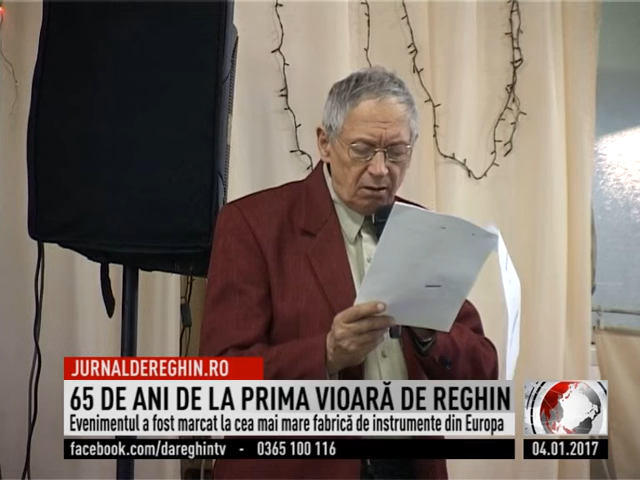 JURNALDEREGHIN.RO
65 DE ANI DE LA PRIMA VIOARĂ DE REGHIN
Evenimentul a fost marcat la cea mai mare fabrică de instrumente din Europa
facebook.com/dareghintv - 0365 100 116
04.01.2017